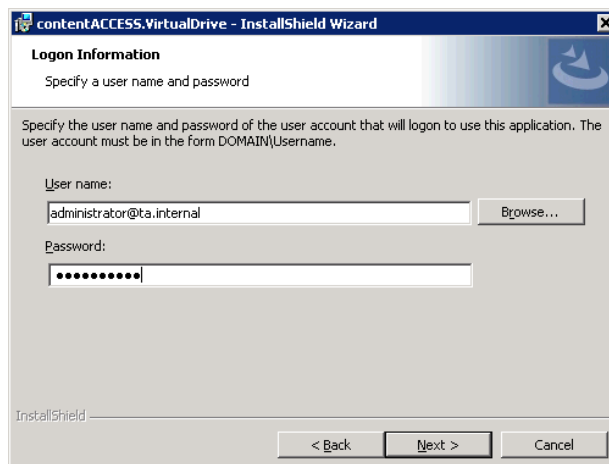 contentACCESS.VirtualDrive - InstallShield Wizard
Logon Information
Specify a user name and password
Specify the user name and password of the user account that will logon to use this application. The
user account must be in the form DOMAIN\Username.
User name:
administrator@ta.internal
Browse...
Password:
••••••••••
InstallShield
< Back
Next >
Cancel